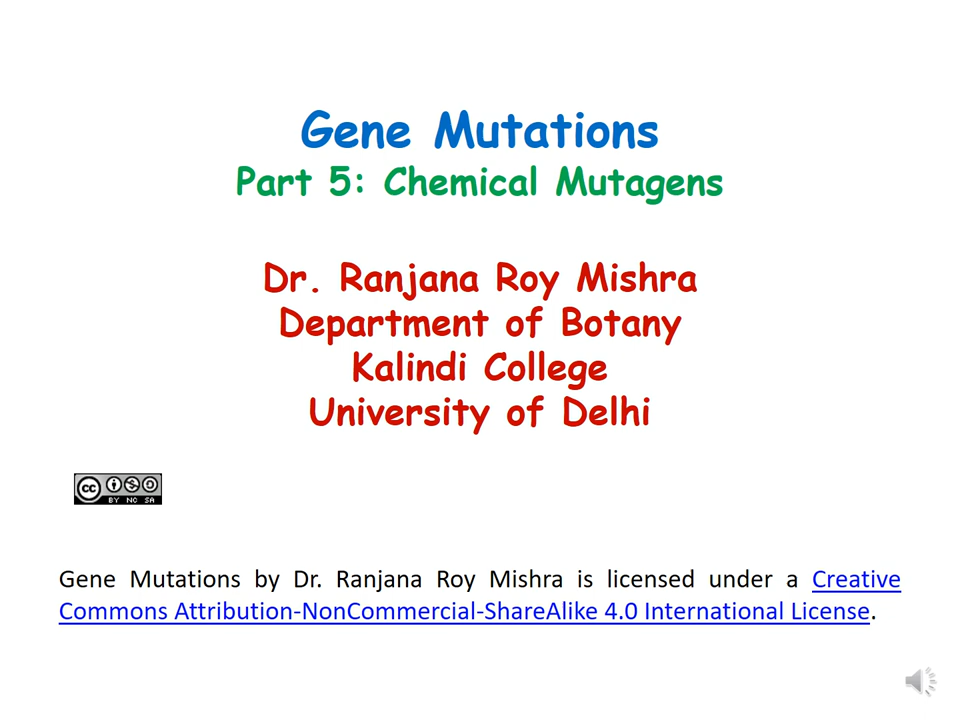 Gene Mutations
Part 5: Chemical Mutagens
Dr. Ranjana Roy Mishra
Department of Botany
Kalindi College
University of Delhi
cc
BY NC SA
Gene Mutations by Dr. Ranjana Roy Mishra is licensed under a Creative
Commons Attribution-NonCommercial-ShareAlike 4.0 International License.